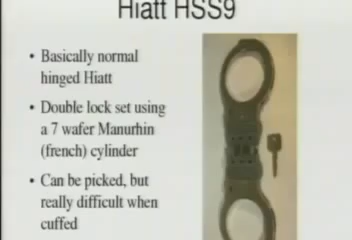 Hiatt HSS9
• Basically normal
hinged Hiatt
• Double lock set using
a 7 wafer Manurhin
(french) cylinder
• Can be picked, but
really difficult when
cuffed